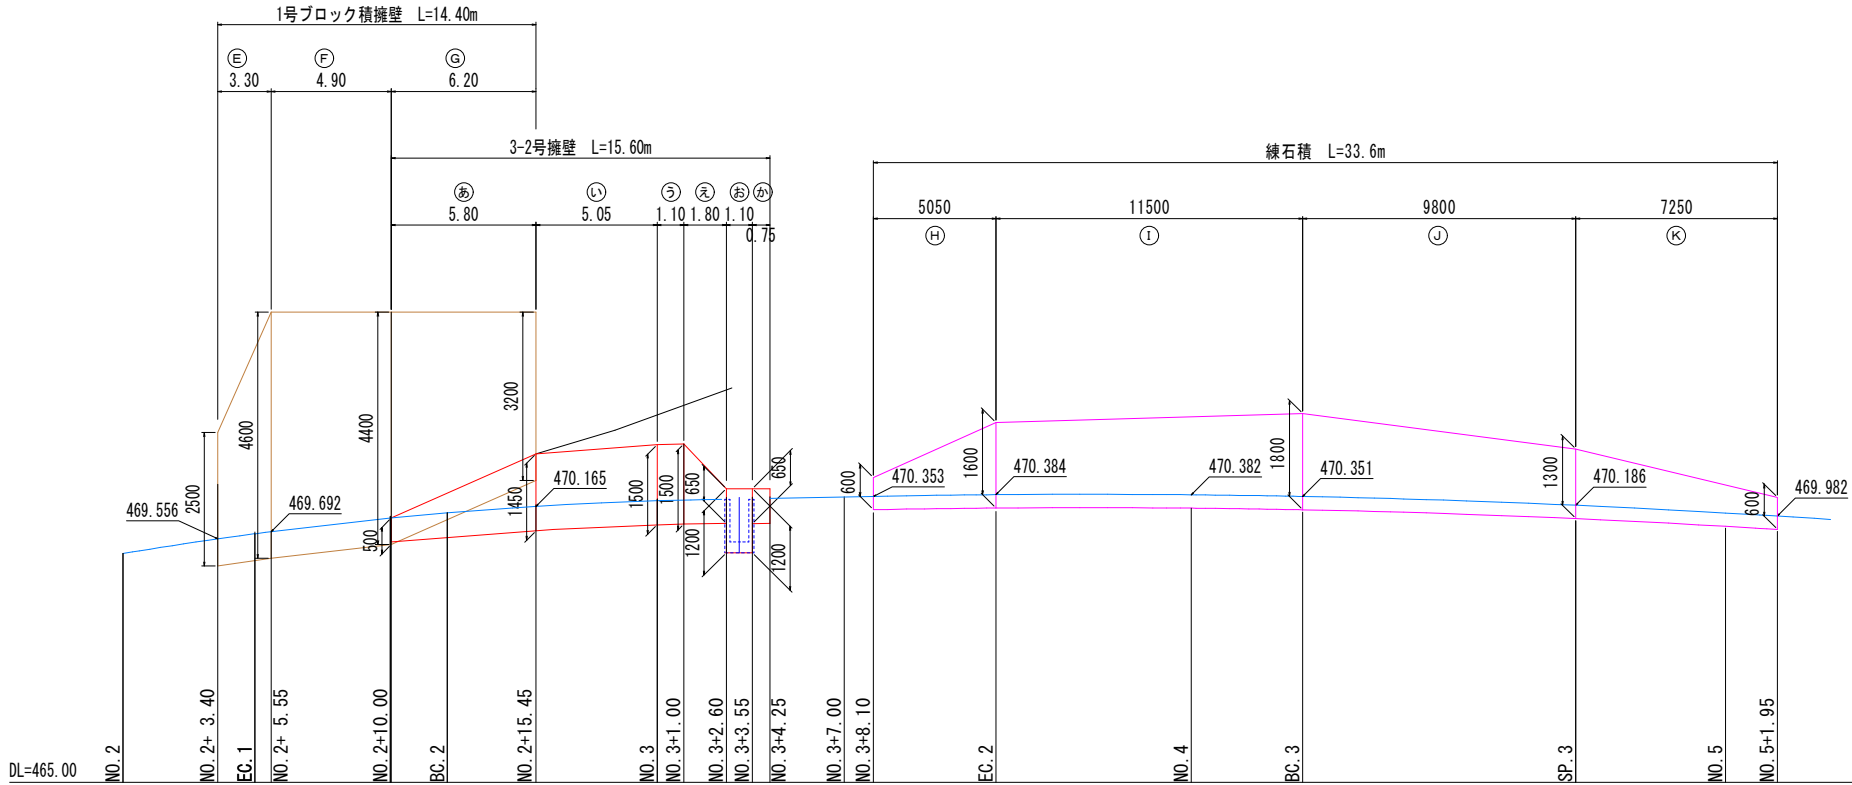 1号ブロック積擁壁 L=14.40m
Ⓔ Ⓕ Ⓖ
3.30 4.90 6.20
3-2号擁壁 L=15.60m
練石積 L=33.6m
あ い う え お か
5.80 5.05 1.10 1.80 1.10
0.75
5050 11500 9800 7250
Ⓗ Ⓘ Ⓙ Ⓚ
2500
4600
4400
500
3200
1450
1500
1500
650
1200
650
1200
600
1600
1800
1300
600
469.556
469.692
470.165
470.353
470.384
470.382
470.351
470.186
469.982
DL=465.00
NO.2
NO.2+ 3.40
EC.1
NO.2+ 5.55
NO.2+10.00
BC.2
NO.2+15.45
NO.3
NO.3+1.00
NO.3+2.60
NO.3+3.55
NO.3+4.25
NO.3+7.00
NO.3+8.10
EC.2
NO.4
BC.3
SP.3
NO.5
NO.5+1.95